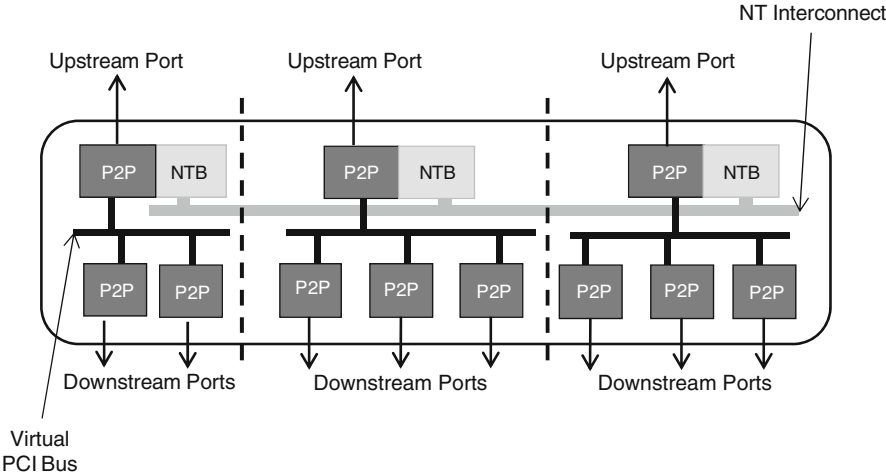 NT Interconnect
Upstream Port
Upstream Port
Upstream Port
P2P NTB
P2P NTB
P2P NTB
P2P P2P
P2P P2P P2P
P2P P2P P2P
Downstream Ports
Downstream Ports
Downstream Ports
Virtual
PCI Bus